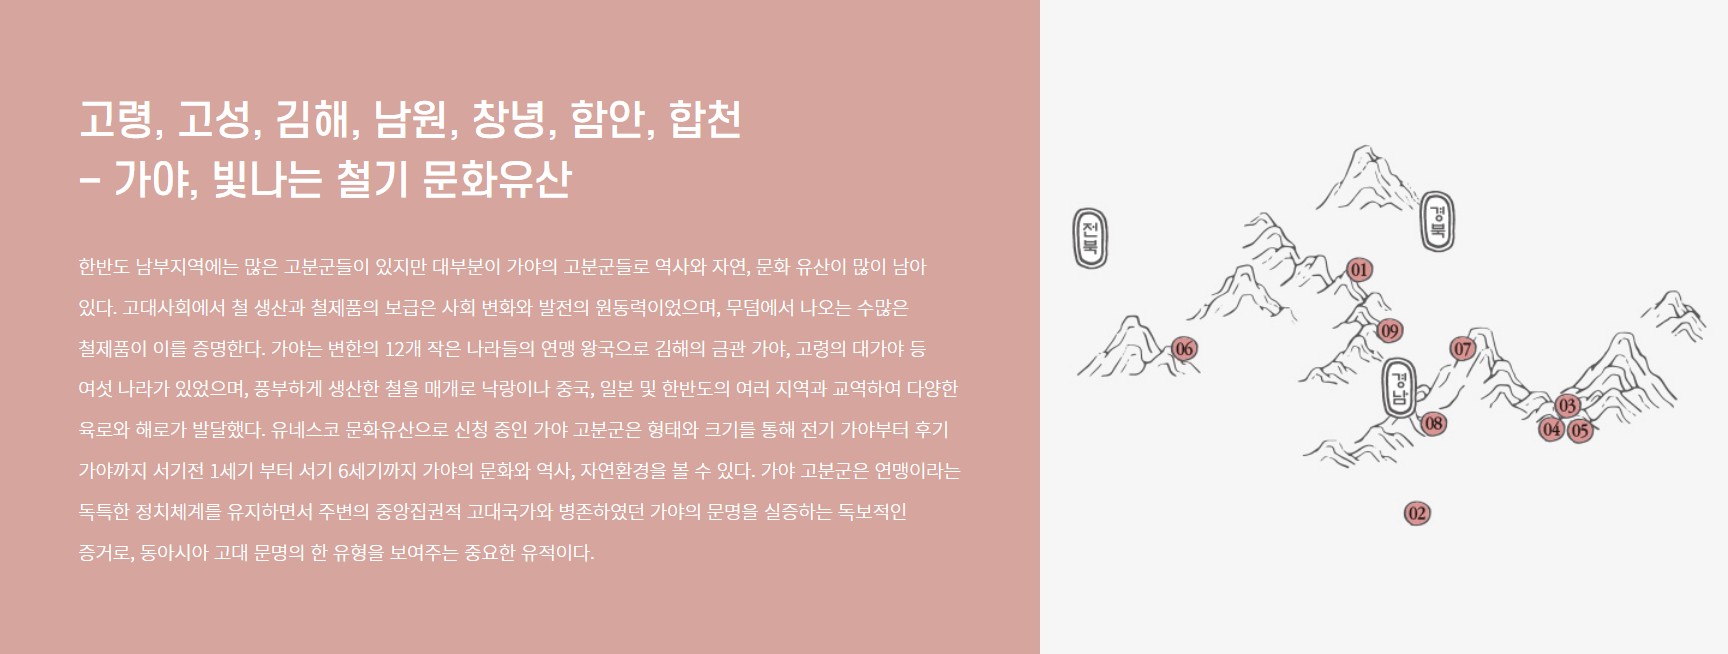 고령, 고성, 김해, 남원, 창녕, 함안, 합천
– 가야, 빛나는 철기 문화유산
한반도 남부지역에는 많은 고분군들이 있지만 대부분이 가야의 고분군들로 역사와 자연, 문화 유산이 많이 남아
있다. 고대사회에서 철 생산과 철제품의 보급은 사회 변화와 발전의 원동력이었으며, 무덤에서 나오는 수많은
철제품이 이를 증명한다. 가야는 변한의 12개 작은 나라들의 연맹 왕국으로 김해의 금관 가야, 고령의 대가야 등
여섯 나라가 있었으며, 풍부하게 생산한 철을 매개로 낙랑이나 중국, 일본 및 한반도의 여러 지역과 교역하여 다양한
육로와 해로가 발달했다. 유네스코 문화유산으로 신청 중인 가야 고분군은 형태와 크기를 통해 전기 가야부터 후기
가야까지 서기전 1세기 부터 서기 6세기까지 가야의 문화와 역사, 자연환경을 볼 수 있다. 가야 고분군은 연맹이라는
독특한 정치체계를 유지하면서 주변의 중앙집권적 고대국가와 병존하였던 가야의 문명을 실증하는 독보적인
증거로, 동아시아 고대 문명의 한 유형을 보여주는 중요한 유적이다.
전북
경북
01
09
06
07
경남
03
08
04
05
02